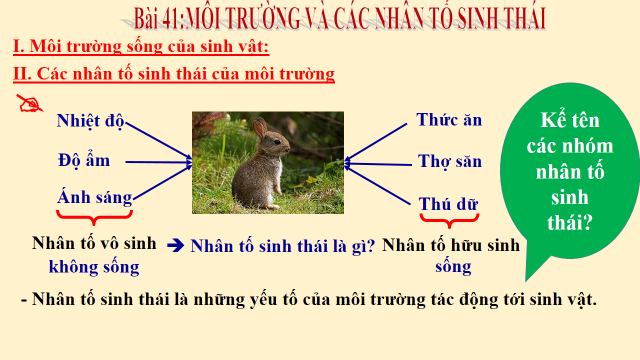 Bài 41:MÔI TRƯỜNG VÀ CÁC NHÂN TỐ SINH THÁI
I. Môi trường sống của sinh vật:
II. Các nhân tố sinh thái của môi trường
Nhiệt độ
Độ ẩm
Ánh sáng
Thức ăn
Thợ săn
Thú dữ
Kể tên
các nhóm
nhân tố
sinh
thái?
Nhân tố vô sinh
không sống
Nhân tố sinh thái là gì?
Nhân tố hữu sinh
sống
- Nhân tố sinh thái là những yếu tố của môi trường tác động tới sinh vật.